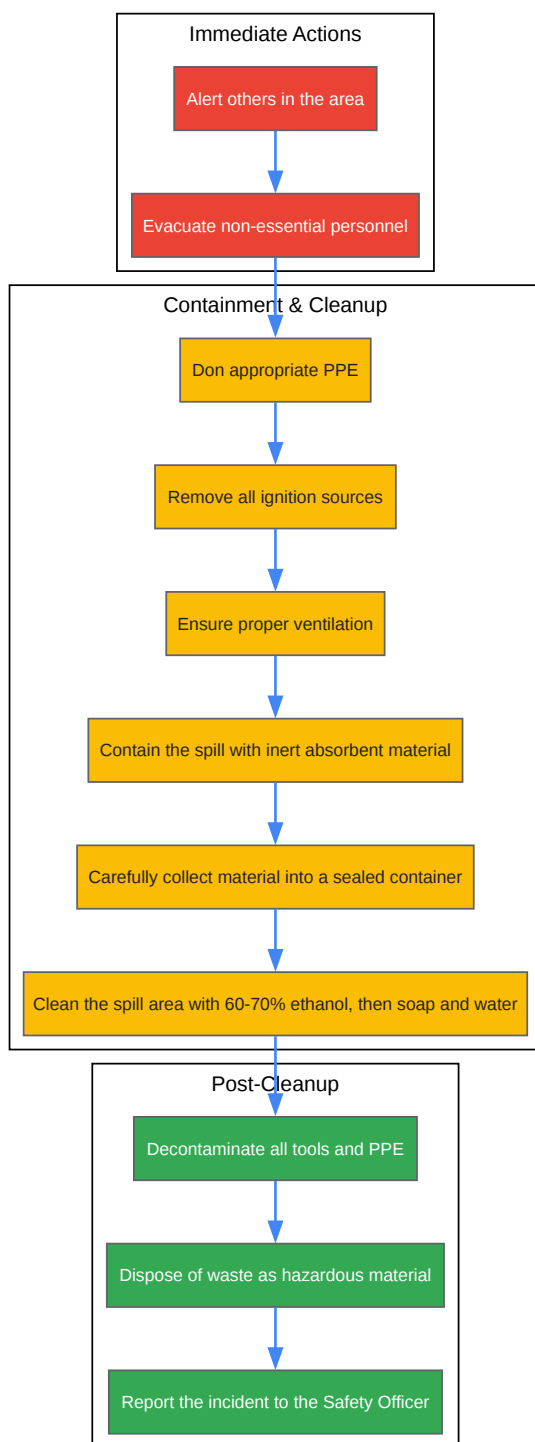 Immediate Actions
Alert others in the area
Evacuate non-essential personnel
Containment & Cleanup
Don appropriate PPE
Remove all ignition sources
Ensure proper ventilation
Contain the spill with inert absorbent material
Carefully collect material into a sealed container
Clean the spill area with 60-70% ethanol, then soap and water
Post-Cleanup
Decontaminate all tools and PPE
Dispose of waste as hazardous material
Report the incident to the Safety Officer